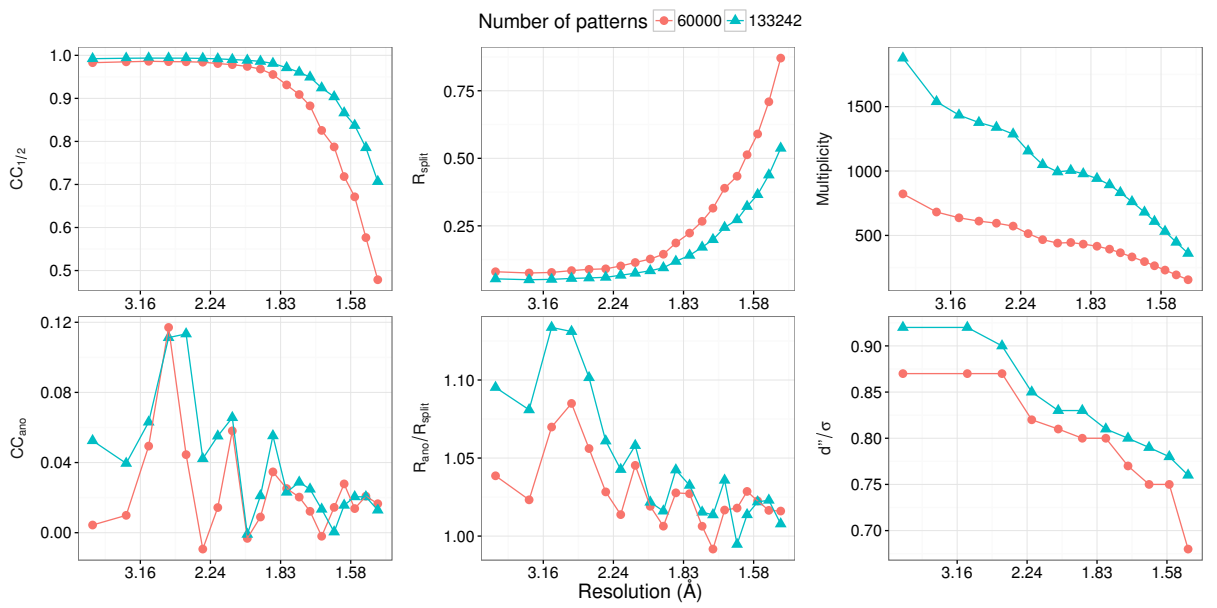 Number of patterns 60000 133242
1.0
0.9
0.8
0.7
0.6
0.5
CC1/2
3.16 2.24 1.83 1.58
0.75
0.50
0.25
Rsplit
3.16 2.24 1.83 1.58
1500
1000
500
Multiplicity
3.16 2.24 1.83 1.58
0.12
0.08
0.04
0.00
CCano
3.16 2.24 1.83 1.58
1.10
1.05
1.00
Rano/Rsplit
3.16 2.24 1.83 1.58
0.90
0.85
0.80
0.75
0.70
d''/σ
3.16 2.24 1.83 1.58
Resolution (Å)